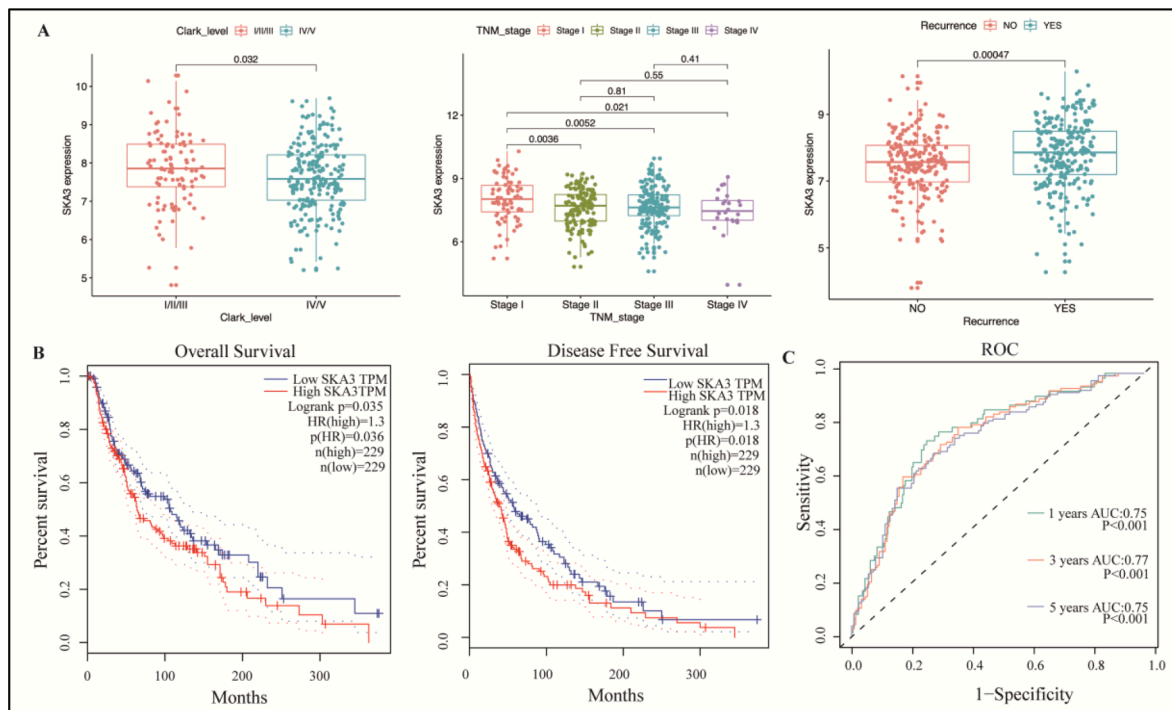 A
Clark_level I/II/III IV/V
0.032
SKA3 expression
10
9
8
7
6
5
I/II/III IV/V
Clark_level
TNM_stage Stage I Stage II Stage III Stage IV
0.41
0.55
0.81
0.021
0.0052
0.0036
SKA3 expression
12
9
6
Stage I Stage II Stage III Stage IV
TNM_stage
Recurrence NO YES
0.00047
SKA3 expression
9
7
5
NO YES
Recurrence
B
Overall Survival
Low SKA3 TPM
High SKA3TPM
Logrank p=0.035
HR(high)=1.3
p(HR)=0.036
n(high)=229
n(low)=229
Percent survival
1.0
0.8
0.6
0.4
0.2
0.0
0 100 200 300
Months
Disease Free Survival
Low SKA3 TPM
High SKA3 TPM
Logrank p=0.018
HR(high)=1.3
p(HR)=0.018
n(high)=229
n(low)=229
Percent survival
1.0
0.8
0.6
0.4
0.2
0.0
0 100 200 300
Months
C
ROC
Sensitivity
1.0
0.8
0.6
0.4
0.2
0.0
1 years AUC:0.75
P<0.001
3 years AUC:0.77
P<0.001
5 years AUC:0.75
P<0.001
0.0 0.2 0.4 0.6 0.8 1.0
1−Specificity